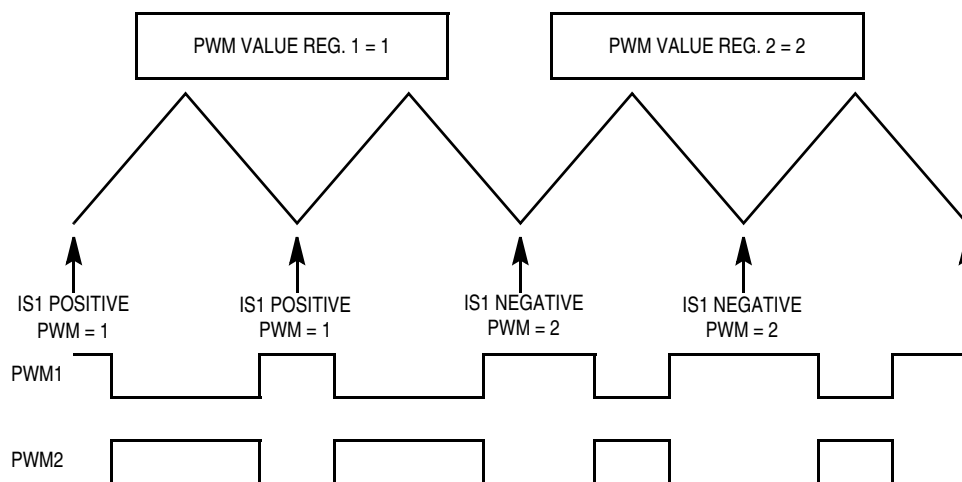 PWM VALUE REG. 1 = 1
PWM VALUE REG. 2 = 2
IS1 POSITIVE
PWM = 1
IS1 POSITIVE
PWM = 1
IS1 NEGATIVE
PWM = 2
IS1 NEGATIVE
PWM = 2
PWM1
PWM2